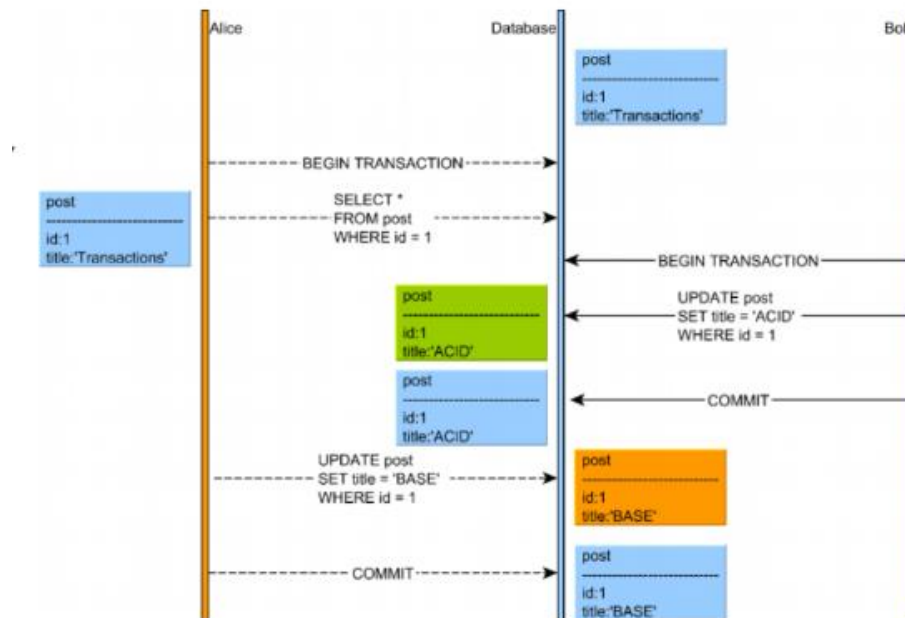 Alice
Database
post
id:1
title:'Transactions'
BEGIN TRANSACTION
post
id:1
title:'Transactions'
SELECT *
FROM post
WHERE id = 1
BEGIN TRANSACTION
post
id:1
title:'ACID'
UPDATE post
SET title = 'ACID'
WHERE id = 1
post
id:1
title:'ACID'
COMMIT
UPDATE post
SET title = 'BASE'
WHERE id = 1
post
id:1
title:'BASE'
COMMIT
post
id:1
title:'BASE'